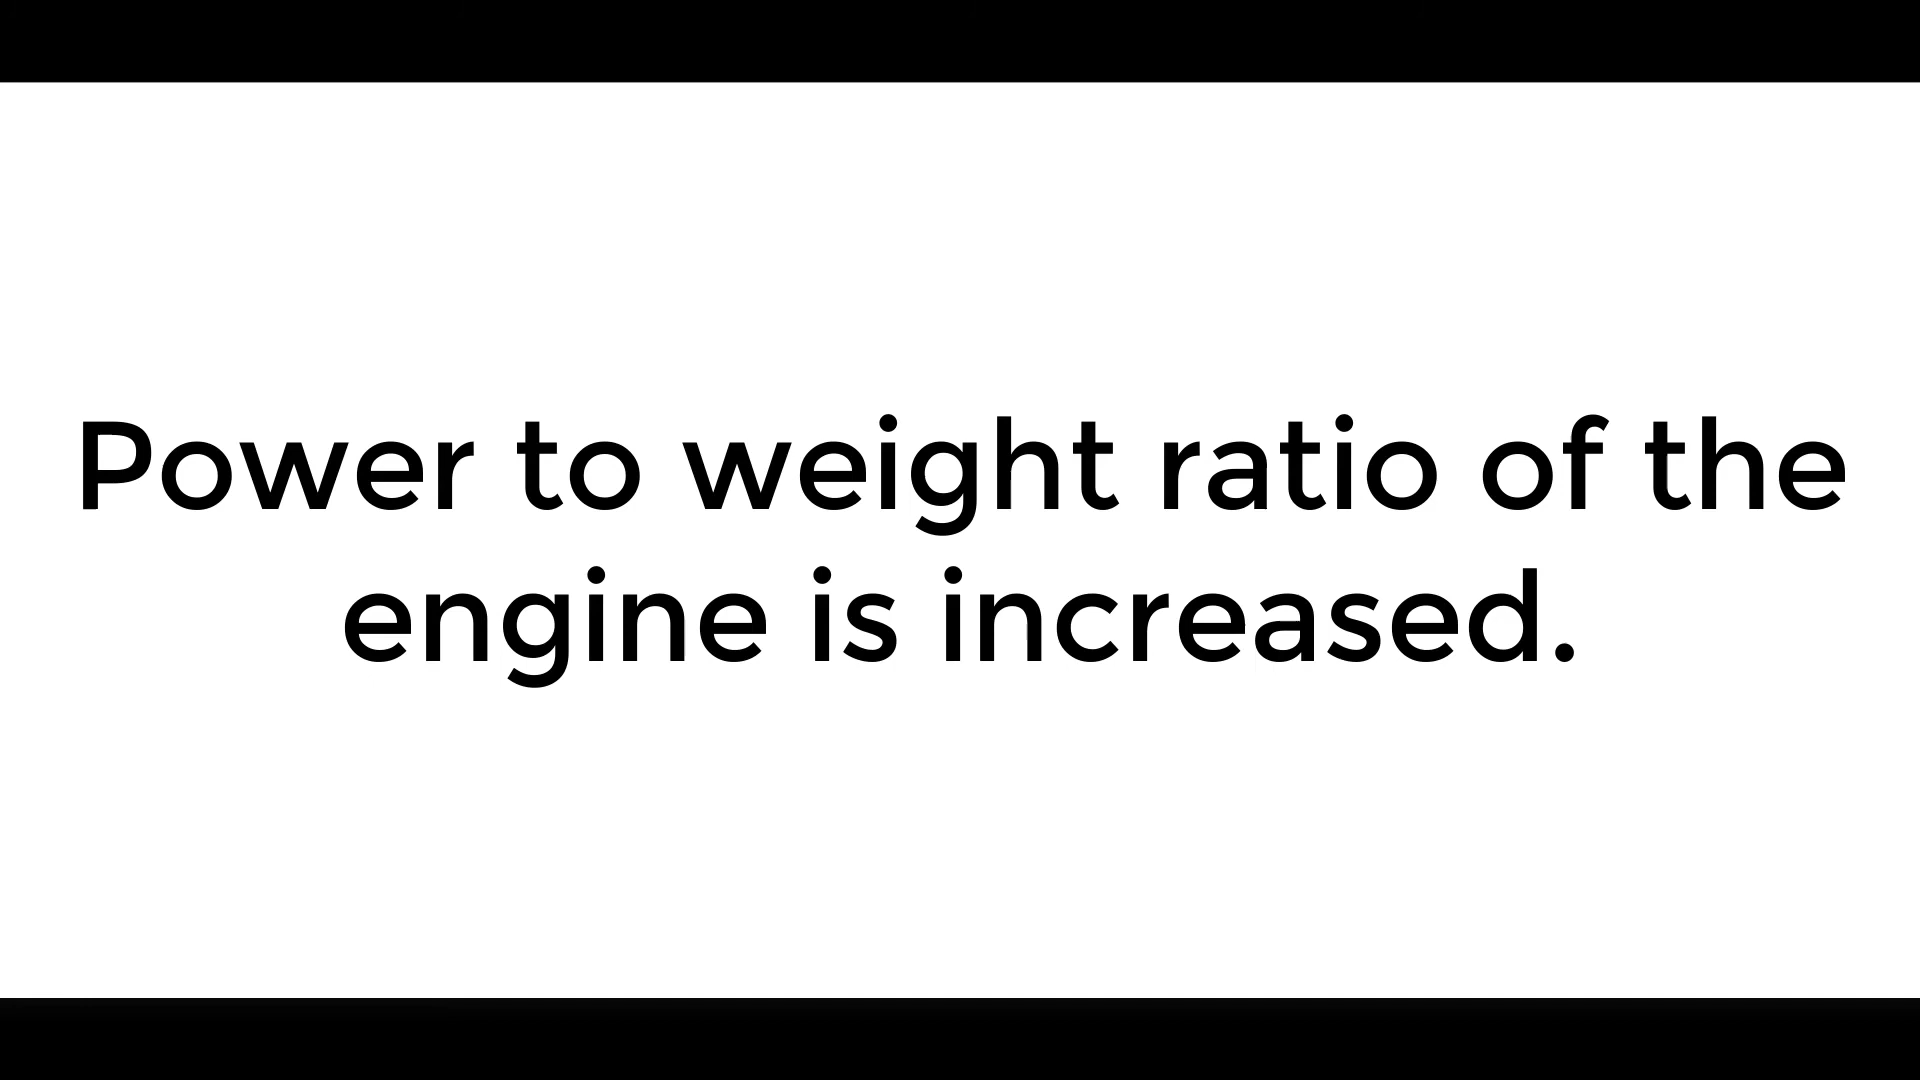 Power to weight ratio of the
engine is increased.